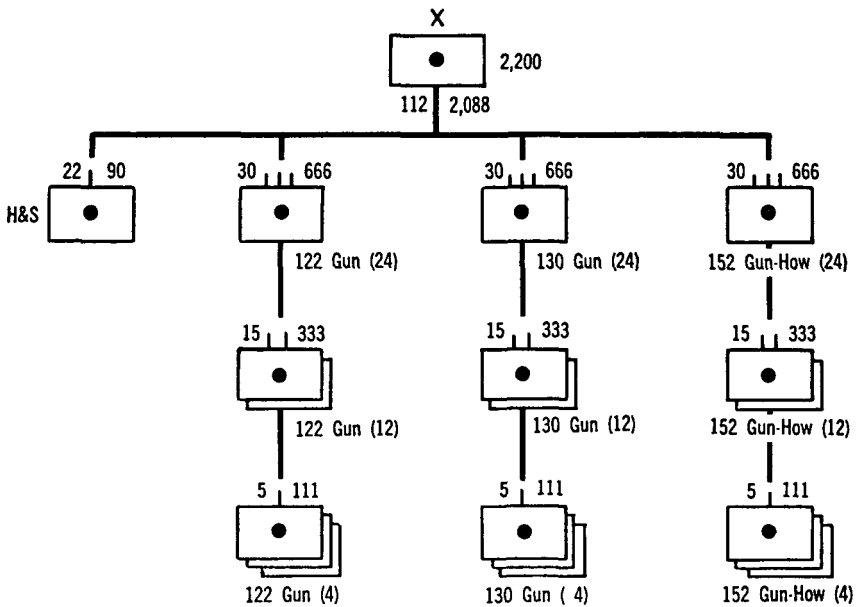 X
2,200
112 2,088
22 90 30 666 30 666 30 666
H&S
122 Gun (24) 130 Gun (24) 152 Gun-How (24)
15 333 15 333 15 333
122 Gun (12) 130 Gun (12) 152 Gun-How (12)
5 111 5 111 5 111
122 Gun (4) 130 Gun ( 4) 152 Gun-How (4)